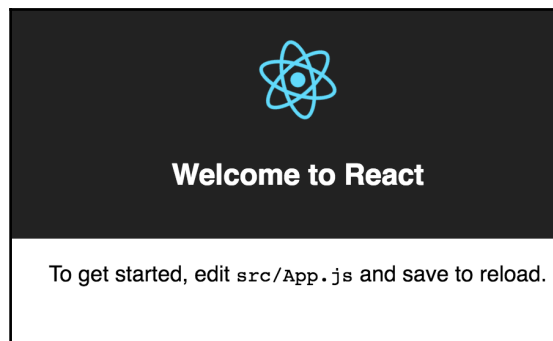 Welcome to React
To get started, edit src/App.js and save to reload.